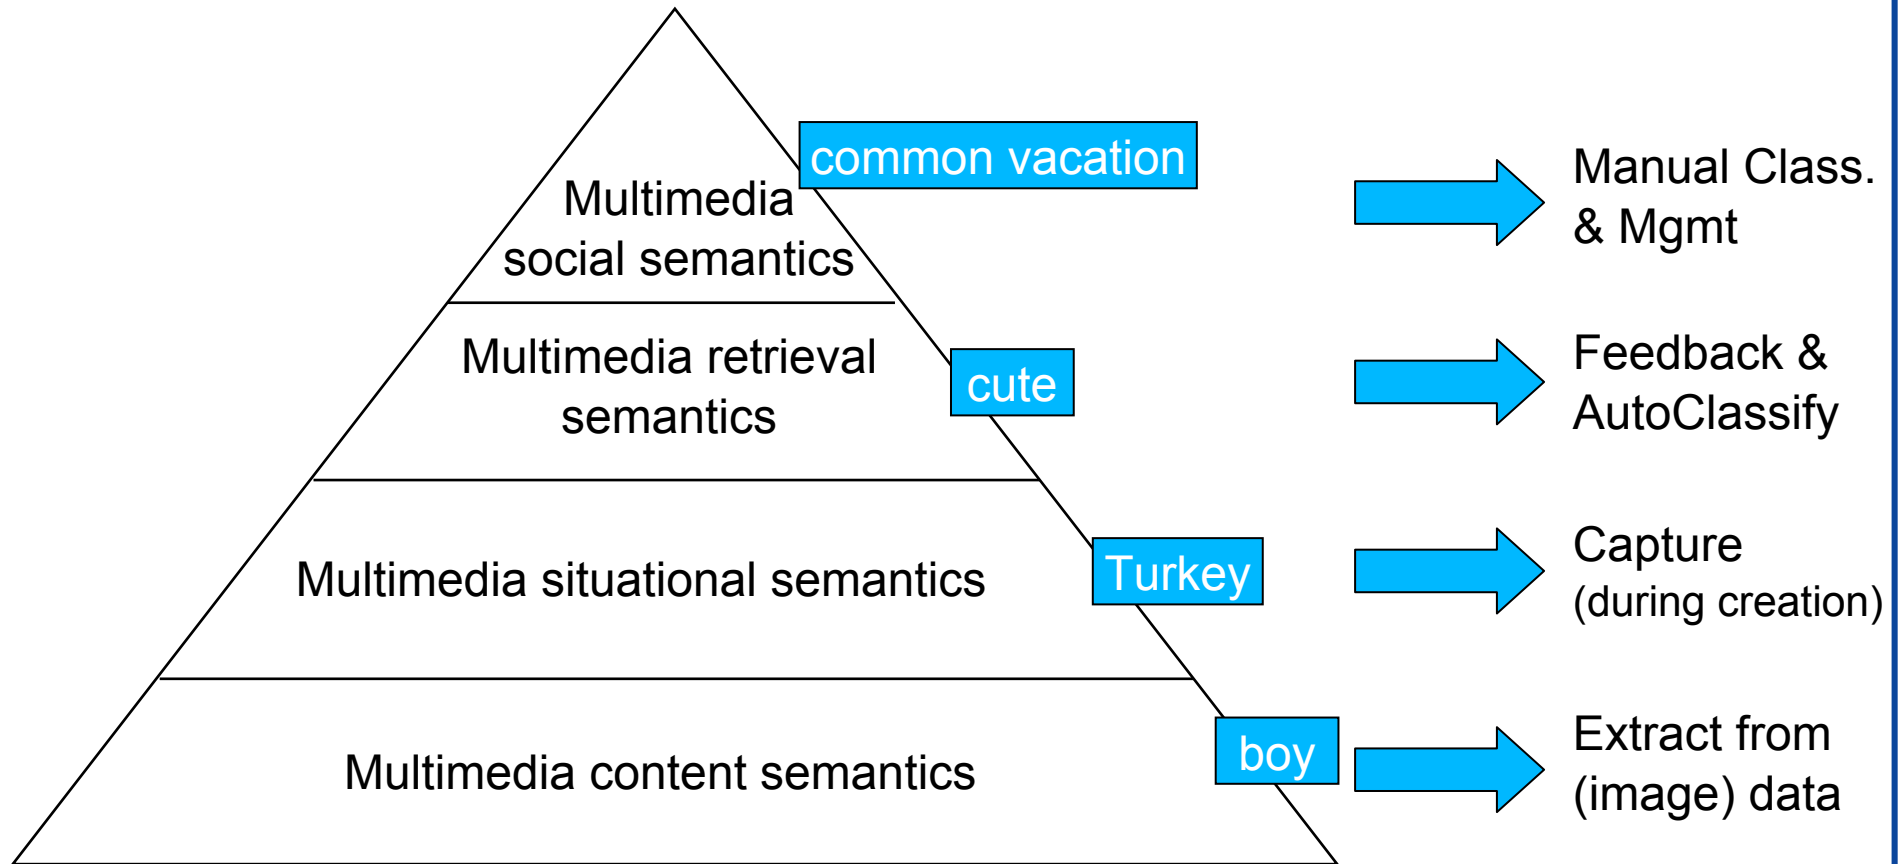 common vacation
Multimedia
social semantics
Manual Class.
& Mgmt
Multimedia retrieval
semantics
cute
Feedback &
AutoClassify
Multimedia situational semantics
Turkey
Capture
(during creation)
Multimedia content semantics
boy
Extract from
(image) data